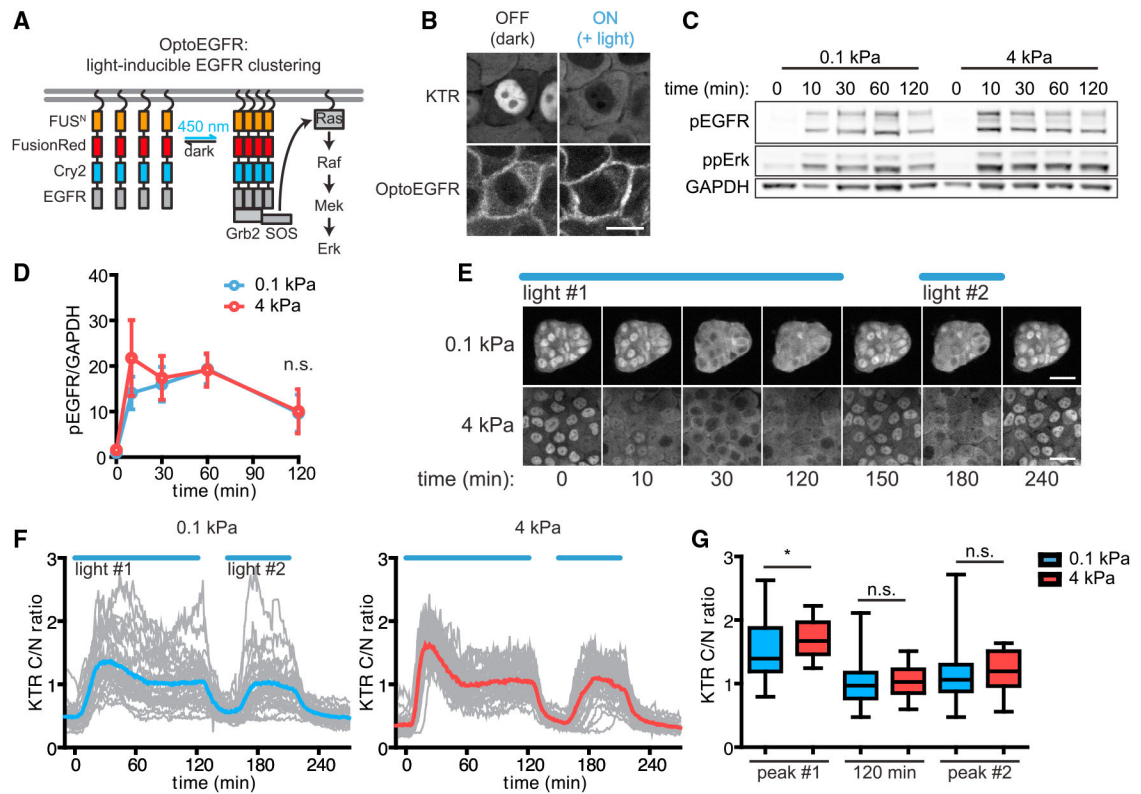 A
OptoEGFR:
light-inducible EGFR clustering
FUSᴺ
FusionRed
Cry2
EGFR
450 nm
dark
Grb2 SOS
Ras
Raf
Mek
Erk
B
OFF
(dark)
ON
(+ light)
KTR
OptoEGFR
C
0.1 kPa 4 kPa
time (min): 0 10 30 60 120 0 10 30 60 120
pEGFR
ppErk
GAPDH
D
0.1 kPa
4 kPa
pEGFR/GAPDH
40
30
20
10
0
n.s.
0 30 60 90 120
time (min)
E
light #1 light #2
0.1 kPa
4 kPa
time (min): 0 10 30 120 150 180 240
F
0.1 kPa
light #1 light #2
KTR C/N ratio
3
2
1
0
0 60 120 180 240
time (min)
4 kPa
KTR C/N ratio
3
2
1
0
0 60 120 180 240
time (min)
G
0.1 kPa
4 kPa
KTR C/N ratio
3
2
1
0
* n.s. n.s.
peak #1 120 min peak #2